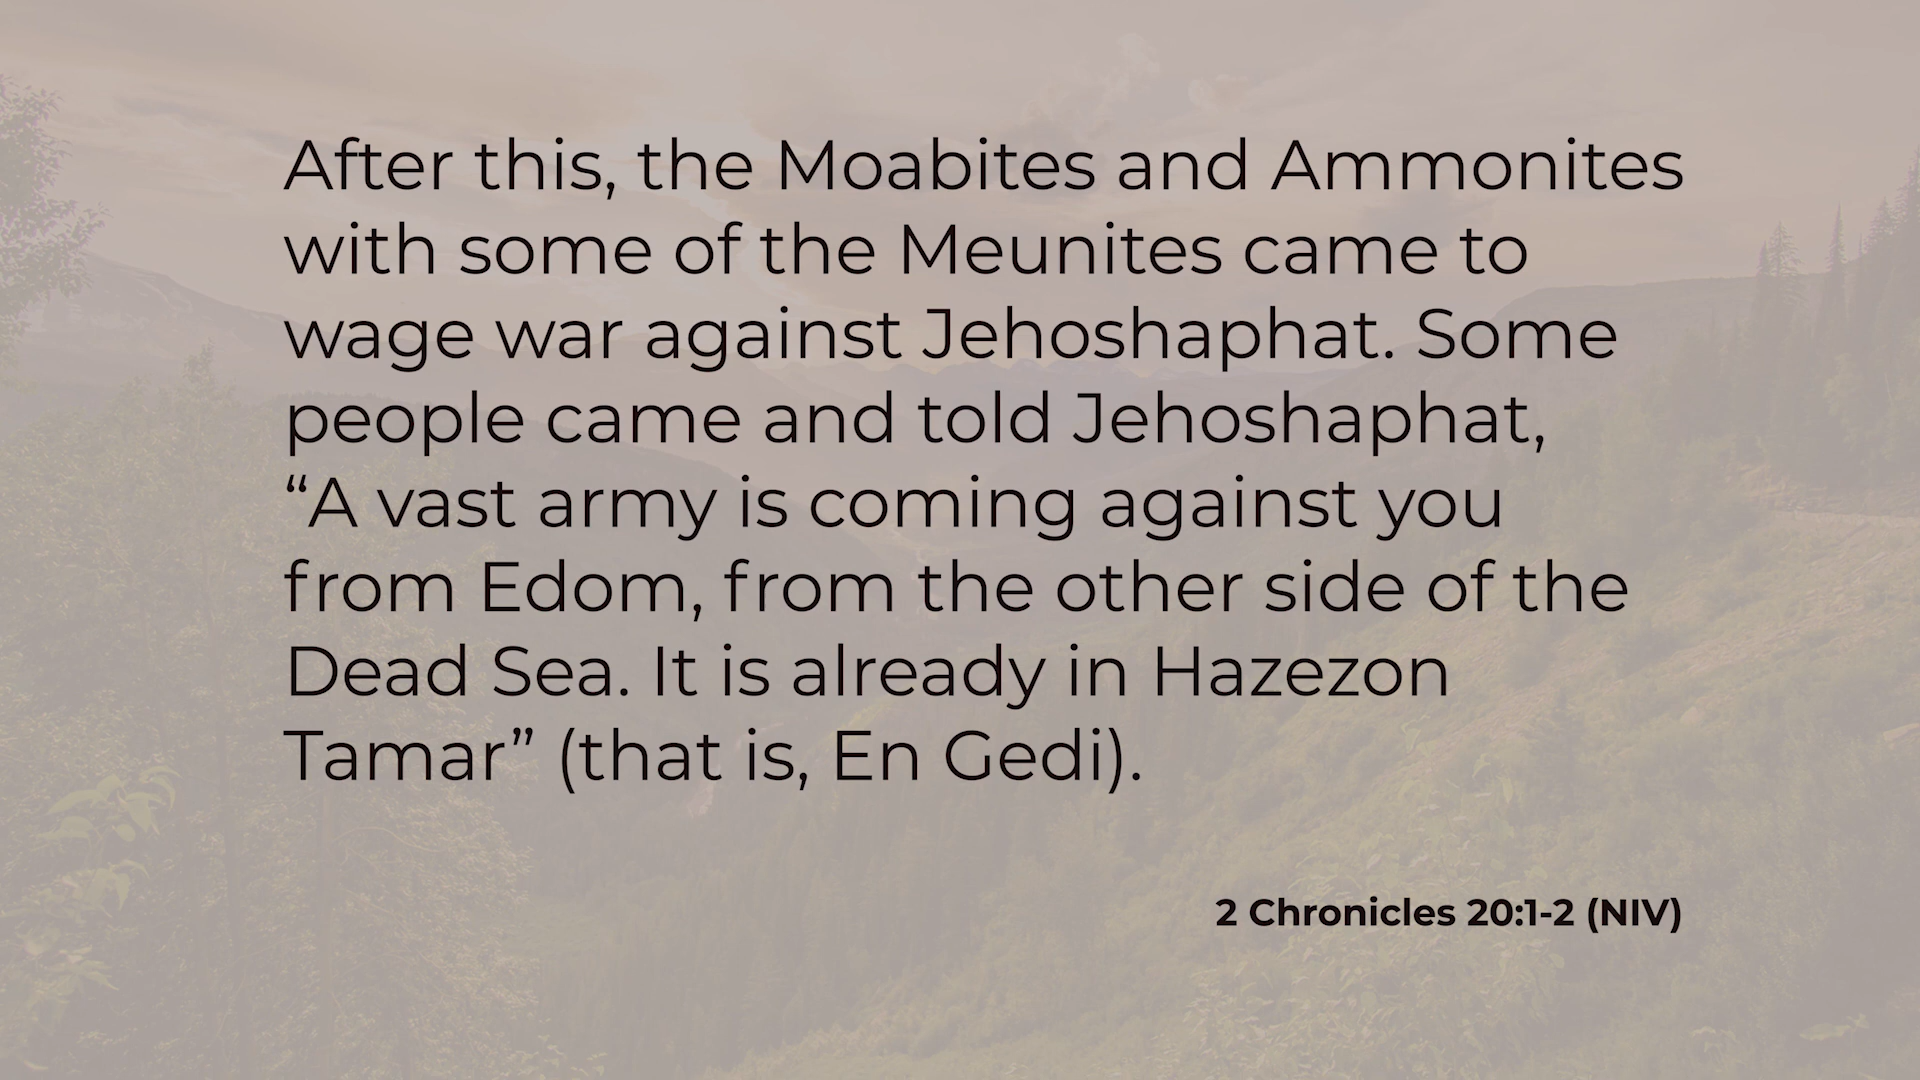 After this, the Moabites and Ammonites
with some of the Meunites came to
wage war against Jehoshaphat. Some
people came and told Jehoshaphat,
“A vast army is coming against you
from Edom, from the other side of the
Dead Sea. It is already in Hazezon
Tamar” (that is, En Gedi).
2 Chronicles 20:1-2 (NIV)